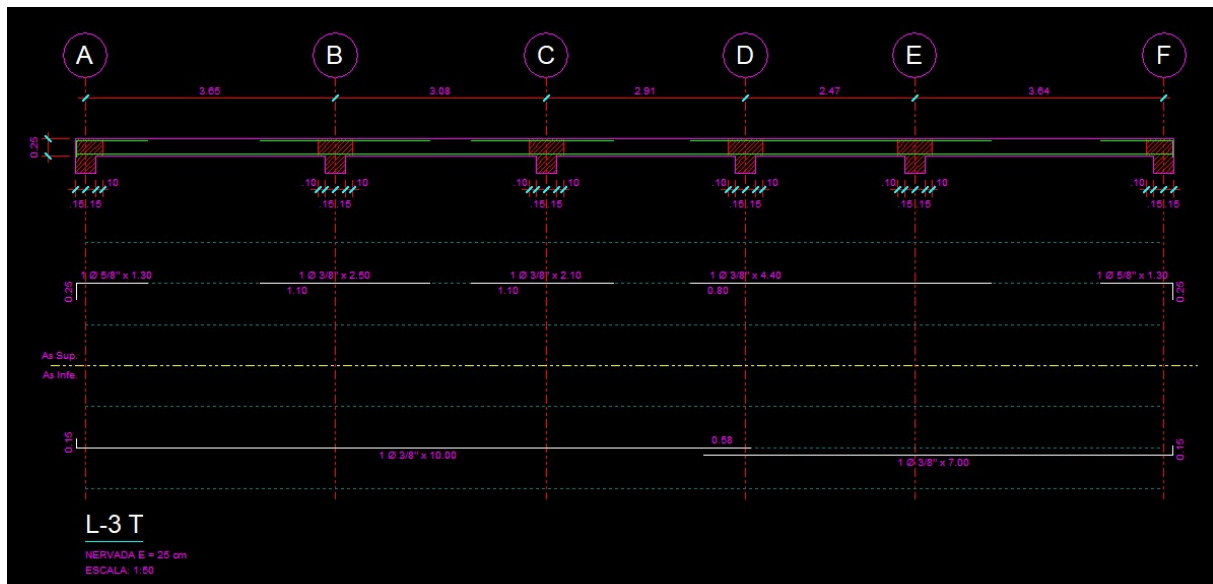 A B C D E F
3.65 3.08 2.91 2.47 3.64
0.25
.10 .10 .10 .10 .10 .10 .10 .10 .10 .10
.15 .15 .15 .15 .15 .15 .15 .15 .15 .15
1 Ø 5/8" x 1.30 1 Ø 3/8" x 2.50 1 Ø 3/8" x 2.10 1 Ø 3/8" x 4.40 1 Ø 5/8" x 1.30
0.25 1.10 1.10 0.80 0.25
As Sup.
As Infe.
0.15 0.58 0.15
1 Ø 3/8" x 10.00 1 Ø 3/8" x 7.00
L-3 T
NERVADA E = 25 cm
ESCALA: 1:50